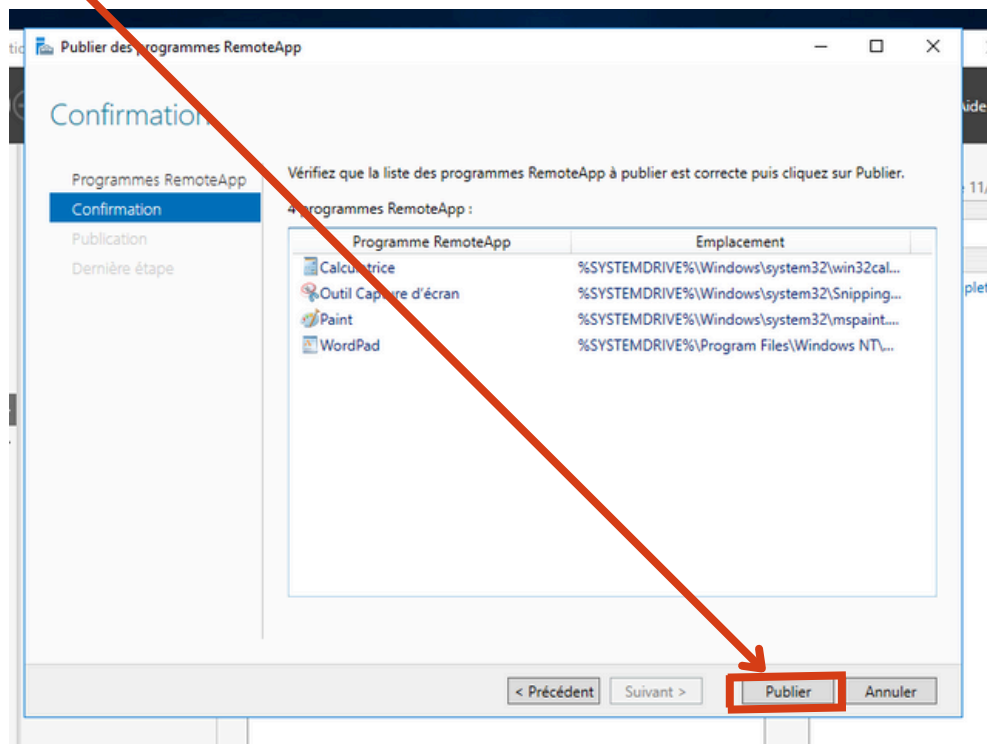 Publier des programmes RemoteApp
Confirmation
Programmes RemoteApp
Confirmation
Publication
Dernière étape
Vérifiez que la liste des programmes RemoteApp à publier est correcte puis cliquez sur Publier.
4 programmes RemoteApp :
Programme RemoteApp Emplacement
Calculatrice %SYSTEMDRIVE%\Windows\system32\win32cal...
Outil Capture d'écran %SYSTEMDRIVE%\Windows\system32\Snipping...
Paint %SYSTEMDRIVE%\Windows\system32\mspaint....
WordPad %SYSTEMDRIVE%\Program Files\Windows NT\...
< Précédent Suivant > Publier Annuler